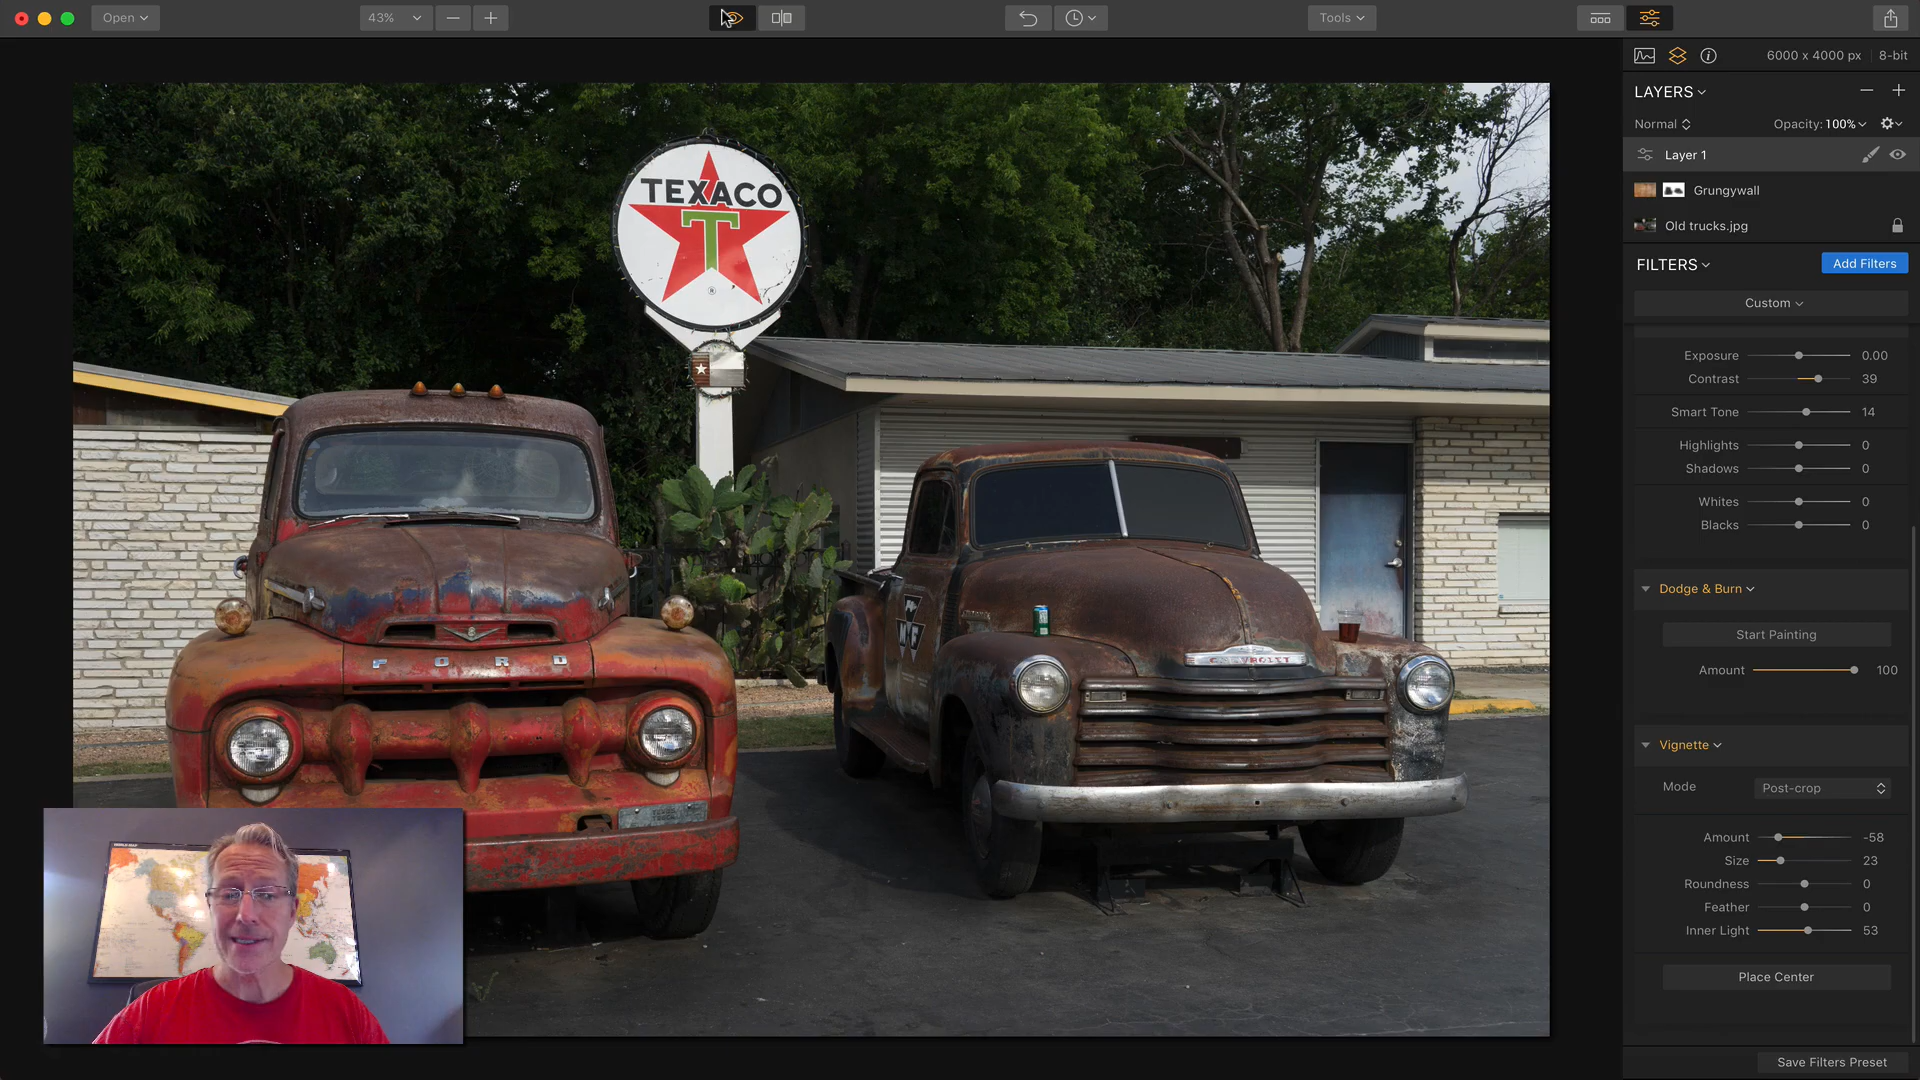 Open
43%
Tools
6000 x 4000 px
8-bit
LAYERS
Normal
Opacity: 100%
Layer 1
Grungywall
Old trucks.jpg
FILTERS
Add Filters
Custom
Exposure 0.00
Contrast 39
Smart Tone 14
Highlights 0
Shadows 0
Whites 0
Blacks 0
Dodge & Burn
Start Painting
Amount 100
Vignette
Mode Post-crop
Amount -58
Size 23
Roundness 0
Feather 0
Inner Light 53
Place Center
Save Filters Preset
TEXACO
T
®
FORD
CHEVROLET
WORLD MAP